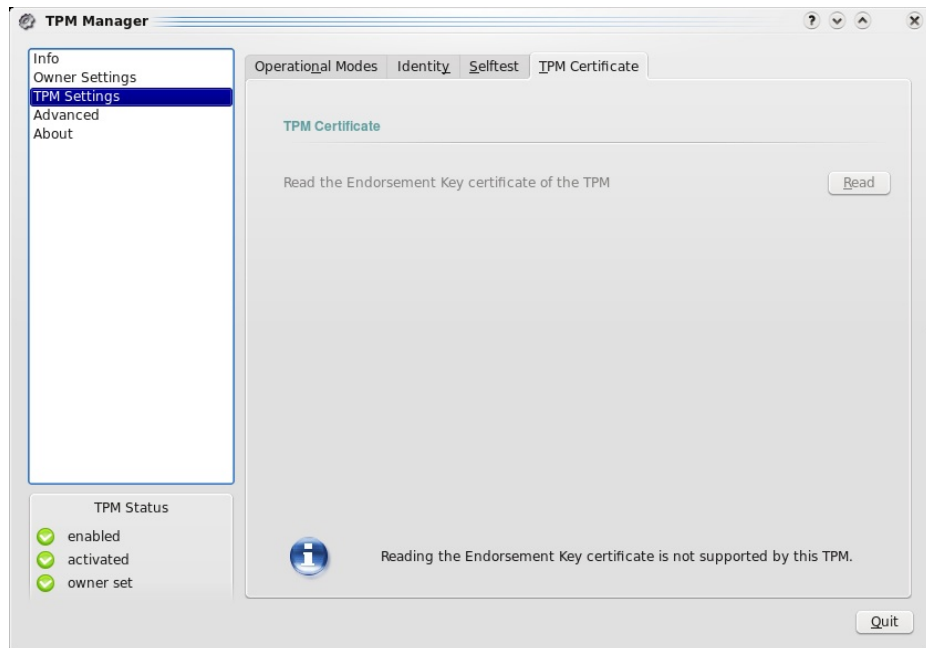 TPM Manager
Info
Owner Settings
TPM Settings
Advanced
About
Operational Modes Identity Selftest TPM Certificate
TPM Certificate
Read the Endorsement Key certificate of the TPM Read
Reading the Endorsement Key certificate is not supported by this TPM.
TPM Status
enabled
activated
owner set
Quit